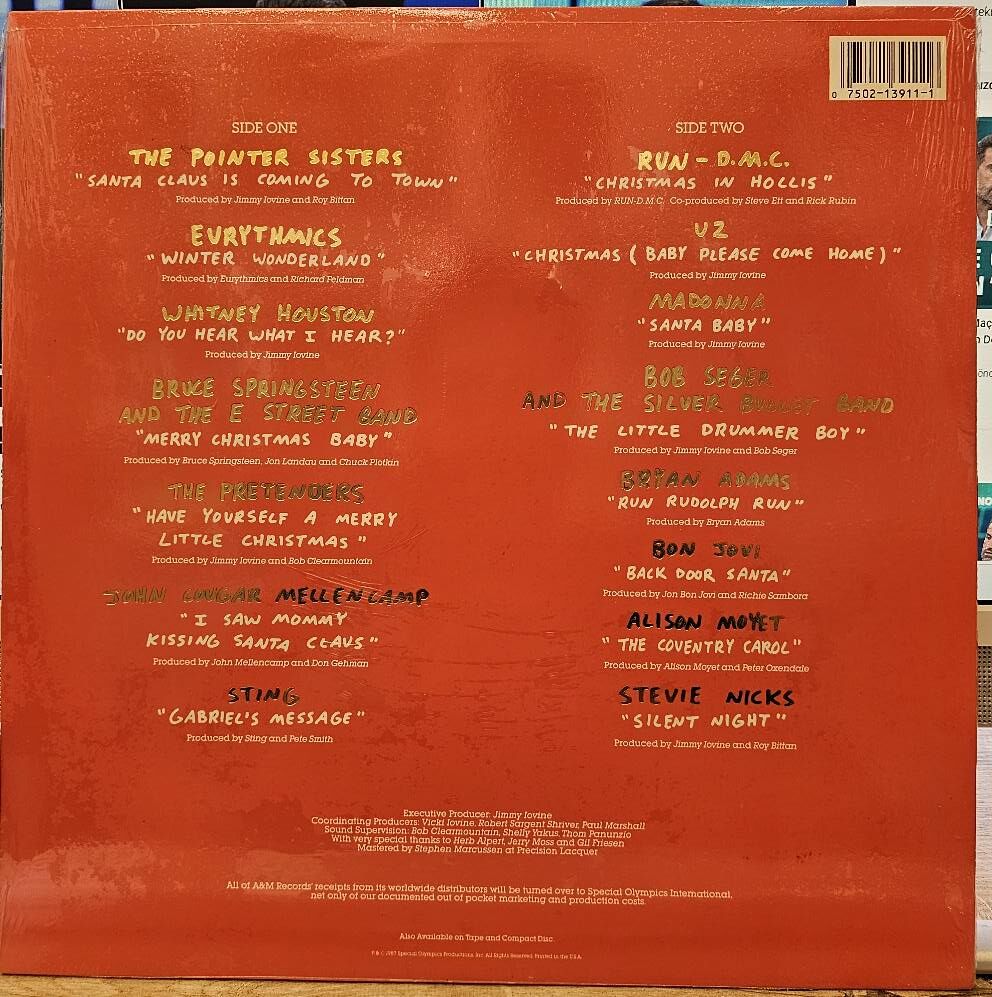 0 7502-13911-1
SIDE ONE
THE POINTER SISTERS
"SANTA CLAUS IS COMING TO TOWN"
Produced by Jimmy Iovine and Roy Bittan
EURYTHMICS
"WINTER WONDERLAND"
Produced by Eurythmics and Richard Feldman
WHITNEY HOUSTON
"DO YOU HEAR WHAT I HEAR?"
Produced by Jimmy Iovine
BRUCE SPRINGSTEEN
AND THE E STREET BAND
"MERRY CHRISTMAS BABY"
Produced by Bruce Springsteen, Jon Landau and Chuck Plotkin
THE PRETENDERS
"HAVE YOURSELF A MERRY
LITTLE CHRISTMAS"
Produced by Jimmy Iovine and Bob Clearmountain
JOHN COUGAR MELLENCAMP
"I SAW MOMMY
KISSING SANTA CLAUS"
Produced by John Mellencamp and Don Gehman
STING
"GABRIEL'S MESSAGE"
Produced by Sting and Pete Smith
SIDE TWO
RUN-D.M.C.
"CHRISTMAS IN HOLLIS"
Produced by RUN-D.M.C. Co-produced by Steve Ett and Rick Rubin
U2
"CHRISTMAS (BABY PLEASE COME HOME)"
Produced by Jimmy Iovine
MADONNA
"SANTA BABY"
Produced by Jimmy Iovine
BOB SEGER
AND THE SILVER BULLET BAND
"THE LITTLE DRUMMER BOY"
Produced by Jimmy Iovine and Bob Seger
BRYAN ADAMS
"RUN RUDOLPH RUN"
Produced by Bryan Adams
BON JOVI
"BACK DOOR SANTA"
Produced by Jon Bon Jovi and Richie Sambora
ALISON MOYET
"THE COVENTRY CAROL"
Produced by Alison Moyet and Peter Oxendale
STEVIE NICKS
"SILENT NIGHT"
Produced by Jimmy Iovine and Roy Bittan
Executive Producer: Jimmy Iovine
Coordinating Producers: Vicki Iovine, Robert Sargent Shriver, Paul Marshall
Sound Supervision: Bob Clearmountain, Shelly Yakus, Thom Panunzio
With very special thanks to Herb Alpert, Jerry Moss and Gil Friesen
Mastered by Stephen Marcussen at Precision Lacquer
All of A&M Records' receipts from its worldwide distributors will be turned over to Special Olympics International,
net only of our documented out of pocket marketing and production costs.
Also Available on Tape and Compact Disc.
℗ & © 1987 Special Olympics Productions, Inc. All Rights Reserved. Printed in the U.S.A.